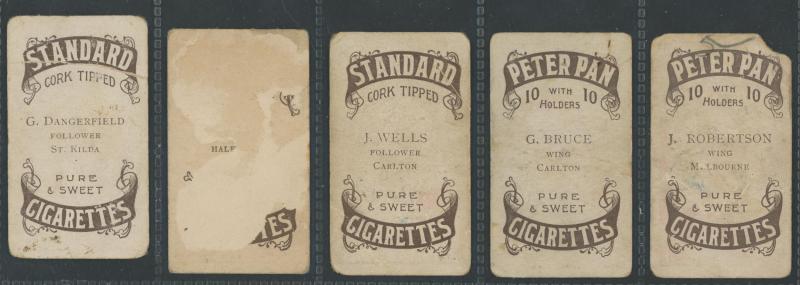 STANDARD
CORK TIPPED
G. DANGERFIELD
FOLLOWER
ST. KILDA
PURE
& SWEET
CIGARETTES
HALF
TES
STANDARD
CORK TIPPED
J. WELLS
FOLLOWER
CARLTON
PURE
& SWEET
CIGARETTES
PETER PAN
10 WITH 10
HOLDERS
G. BRUCE
WING
CARLTON
PURE
& SWEET
CIGARETTES
PETER PAN
10 WITH 10
HOLDERS
J. ROBERTSON
WING
M LBOURNE
PURE
& SWEET
CIGARETTES